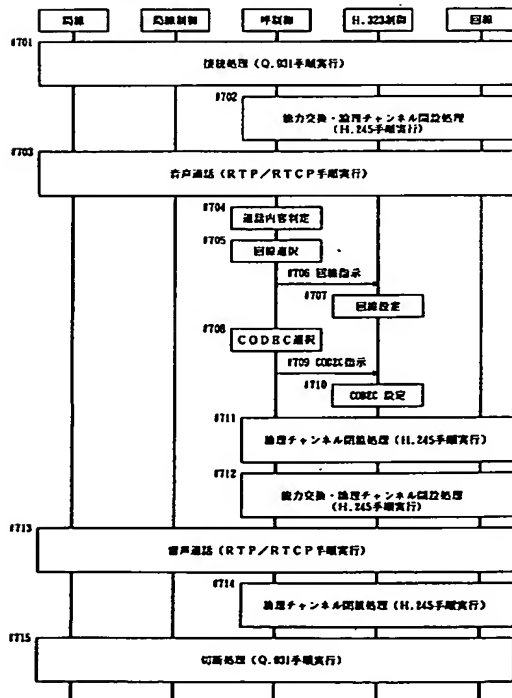 局線 局線制御 呼制御 H.323制御 回線
#701
接続処理(Q.931手順実行)
#702
能力交換・論理チャンネル開設処理
(H.245手順実行)
#703
音声通話(RTP/RTCP手順実行)
#704
通話内容判定
#705
回線選択
#706 回線指示
#707
回線設定
#708
CODEC選択
#709 CODEC指示
#710
CODEC 設定
#711
論理チャンネル閉設処理(H.245手順実行)
#712
能力交換・論理チャンネル開設処理
(H.245手順実行)
#713
音声通話(RTP/RTCP手順実行)
#714
論理チャンネル閉設処理(H.245手順実行)
#715
切断処理(Q.931手順実行)